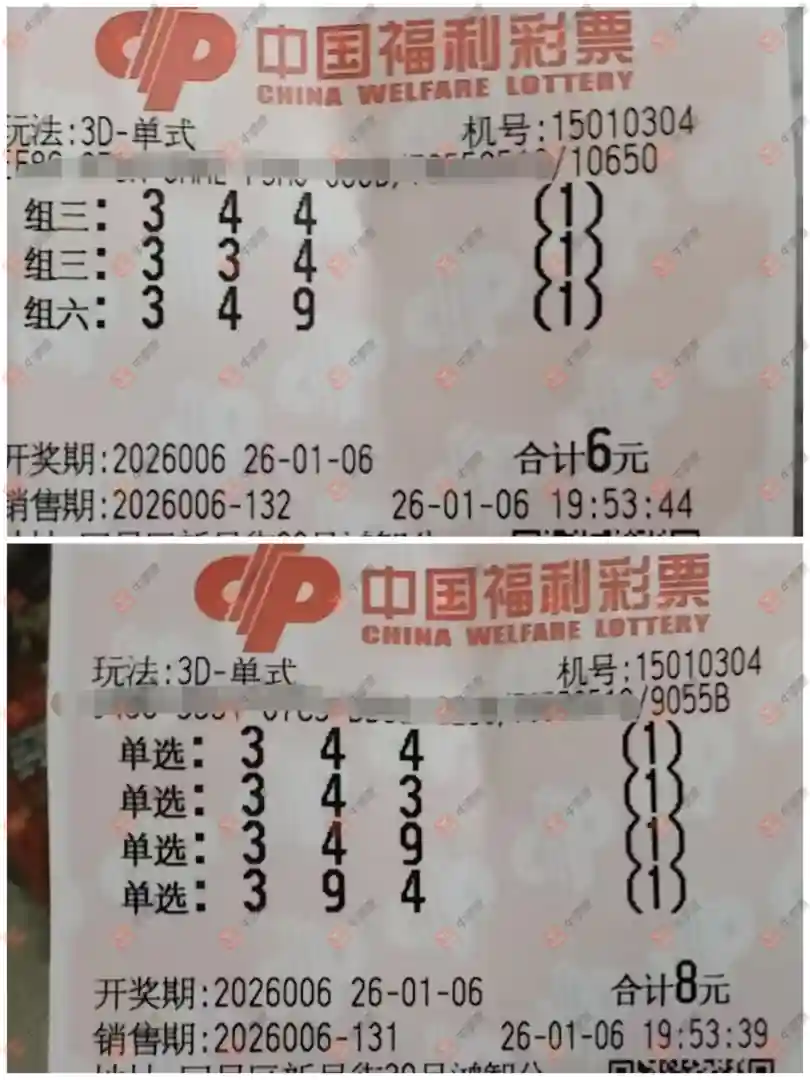 中国福利彩票
CHINA WELFARE LOTTERY
玩法:3D-单式 机号:15010304
/10650
组三: 3 4 4 (1)
组三: 3 3 4 (1)
组六: 3 4 9 (1)
开奖期:2026006 26-01-06 合计6元
销售期:2026006-132 26-01-06 19:53:44
中国福利彩票
CHINA WELFARE LOTTERY
玩法:3D-单式 机号:15010304
/9055B
单选: 3 4 4 (1)
单选: 3 4 3 (1)
单选: 3 4 9 (1)
单选: 3 9 4 (1)
开奖期:2026006 26-01-06 合计8元
销售期:2026006-131 26-01-06 19:53:39